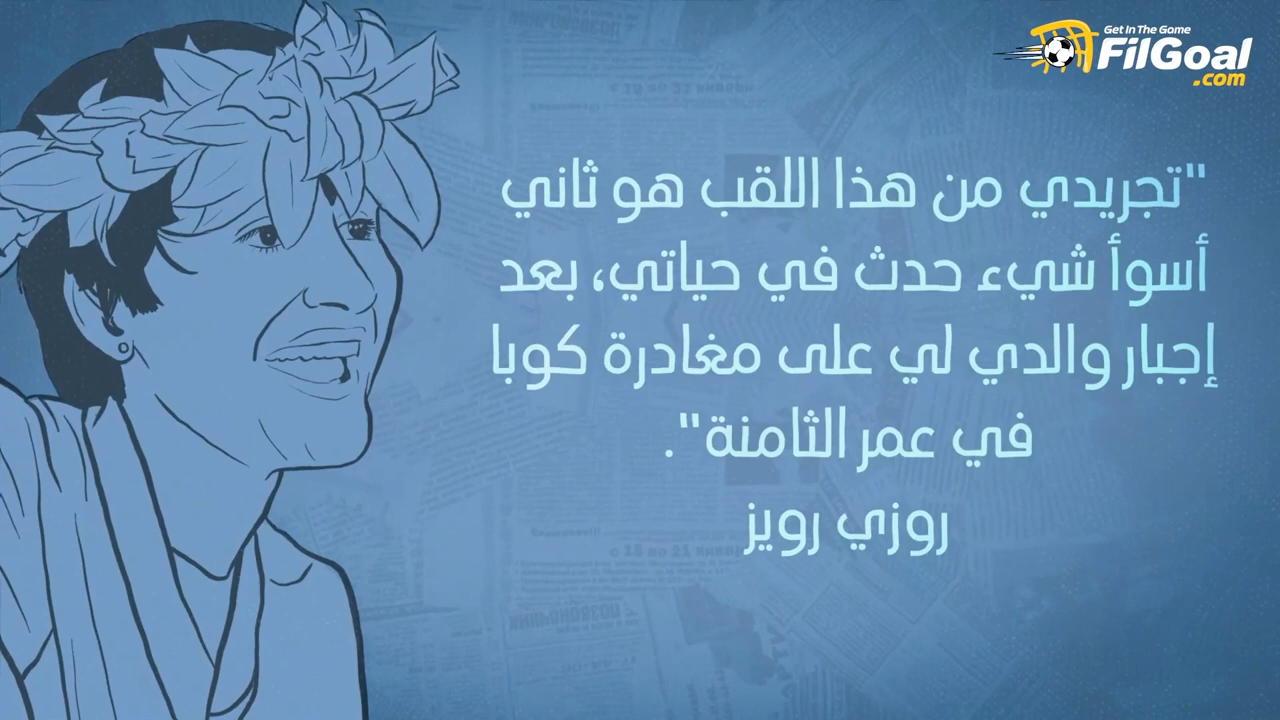 Get In The Game
FilGoal
.com
"تجريدي من هذا اللقب هو ثاني
أسوأ شيء حدث في حياتي، بعد
إجبار والدي لي على مغادرة كوبا
في عمر الثامنة".
روزي رويز